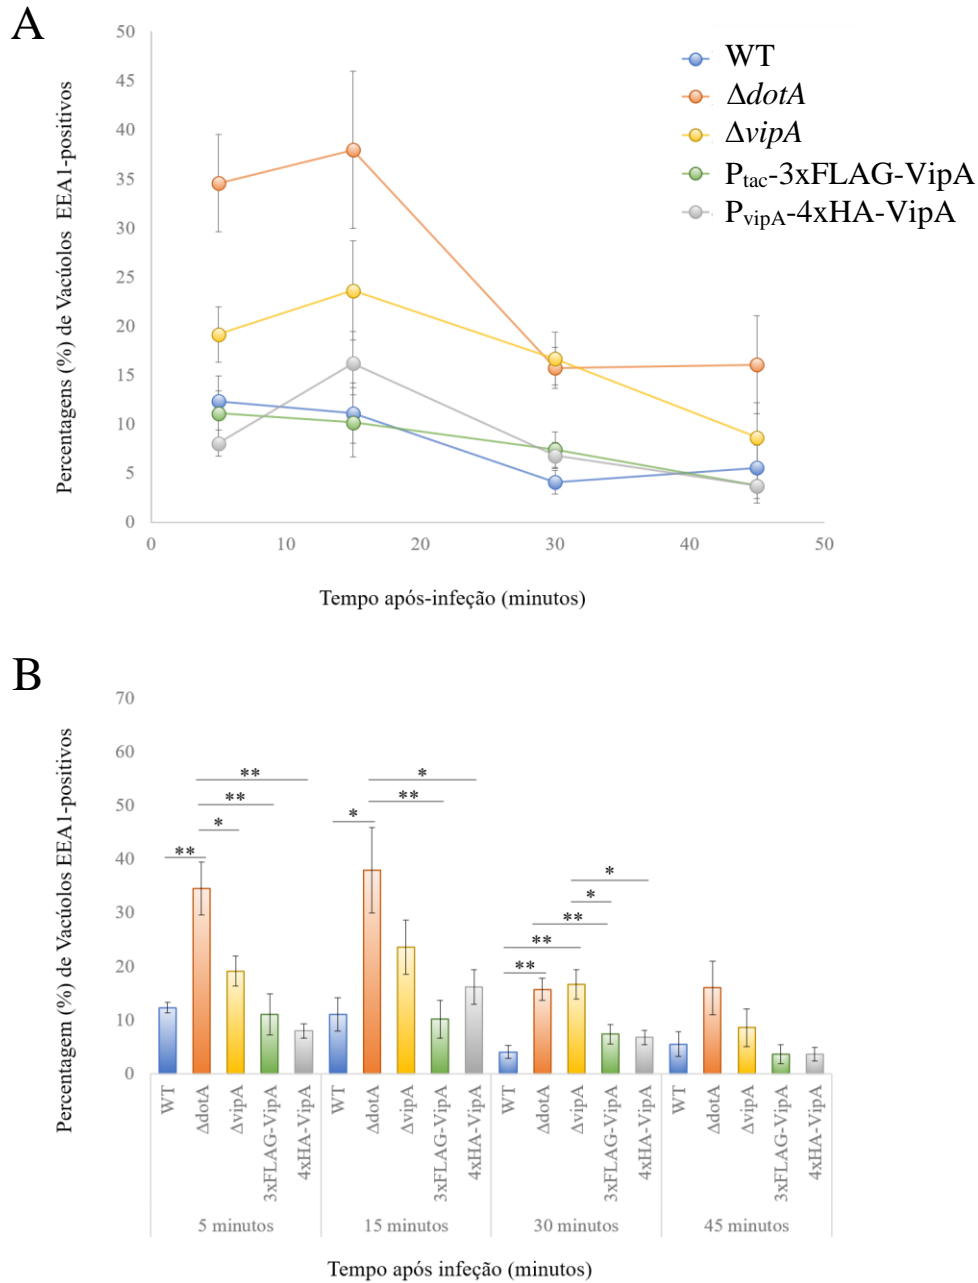 A
50
45
40
35
30
25
20
15
10
5
0
0 10 20 30 40 50
Percentagens (%) de Vacúolos EEA1-positivos
Tempo após-infeção (minutos)
WT
ΔdotA
ΔvipA
Ptac-3xFLAG-VipA
PvipA-4xHA-VipA
B
70
60
50
40
30
20
10
0
Percentagem (%) de Vacúolos EEA1-positivos
**
*
**
**
*
**
*
**
**
**
*
*
WT ΔdotA ΔvipA 3xFLAG-VipA 4xHA-VipA WT ΔdotA ΔvipA 3xFLAG-VipA 4xHA-VipA WT ΔdotA ΔvipA 3xFLAG-VipA 4xHA-VipA WT ΔdotA ΔvipA 3xFLAG-VipA 4xHA-VipA
5 minutos 15 minutos 30 minutos 45 minutos
Tempo após infeção (minutos)